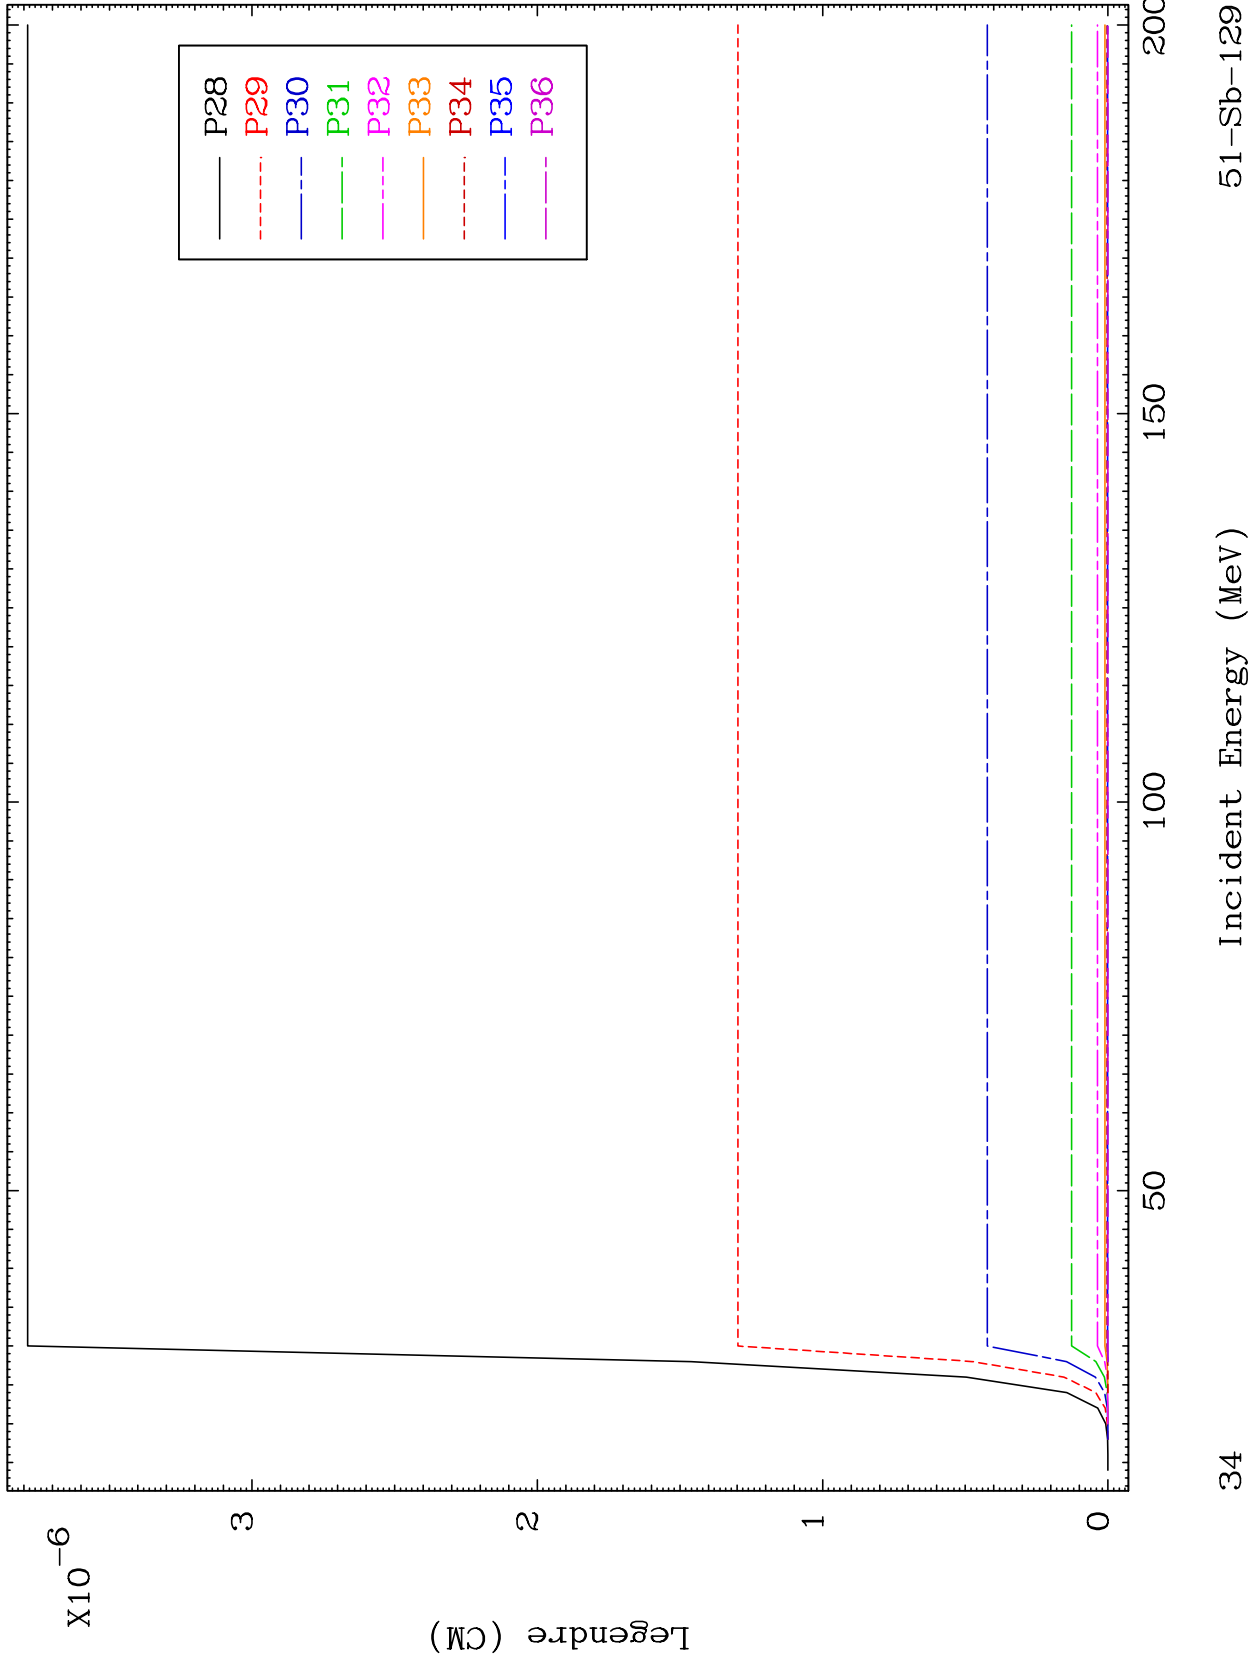 X10-6
Legendre (CM)
3
2
1
0
P28
P29
P30
P31
P32
P33
P34
P35
P36
50
100
150
200
34
Incident Energy (MeV)
51-Sb-129